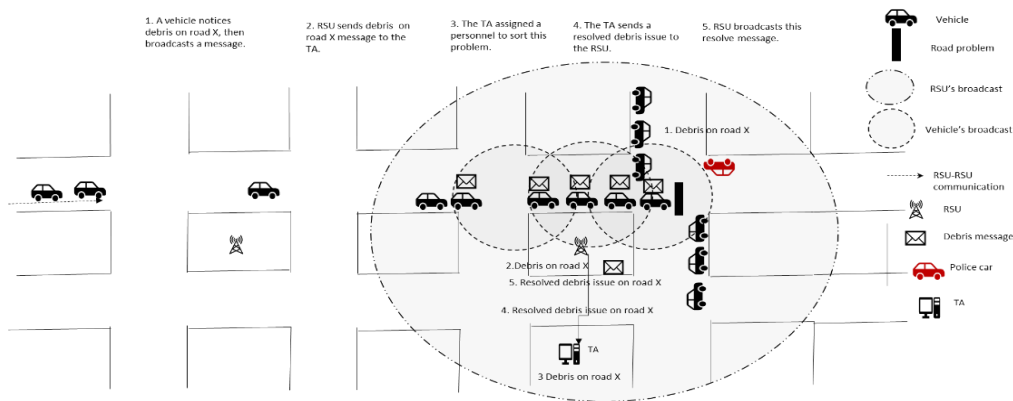 1. A vehicle notices
debris on road X, then
broadcasts a message.
2. RSU sends debris on
road X message to the
TA.
3. The TA assigned a
personnel to sort this
problem.
4. The TA sends a
resolved debris issue to
the RSU.
5. RSU broadcasts this
resolve message.
Vehicle
Road problem
RSU's broadcast
Vehicle's broadcast
RSU-RSU
communication
RSU
Debris message
Police car
TA
1. Debris on road X
2.Debris on road X
5. Resolved debris issue on road X
4. Resolved debris issue on road X
TA
3 Debris on road X